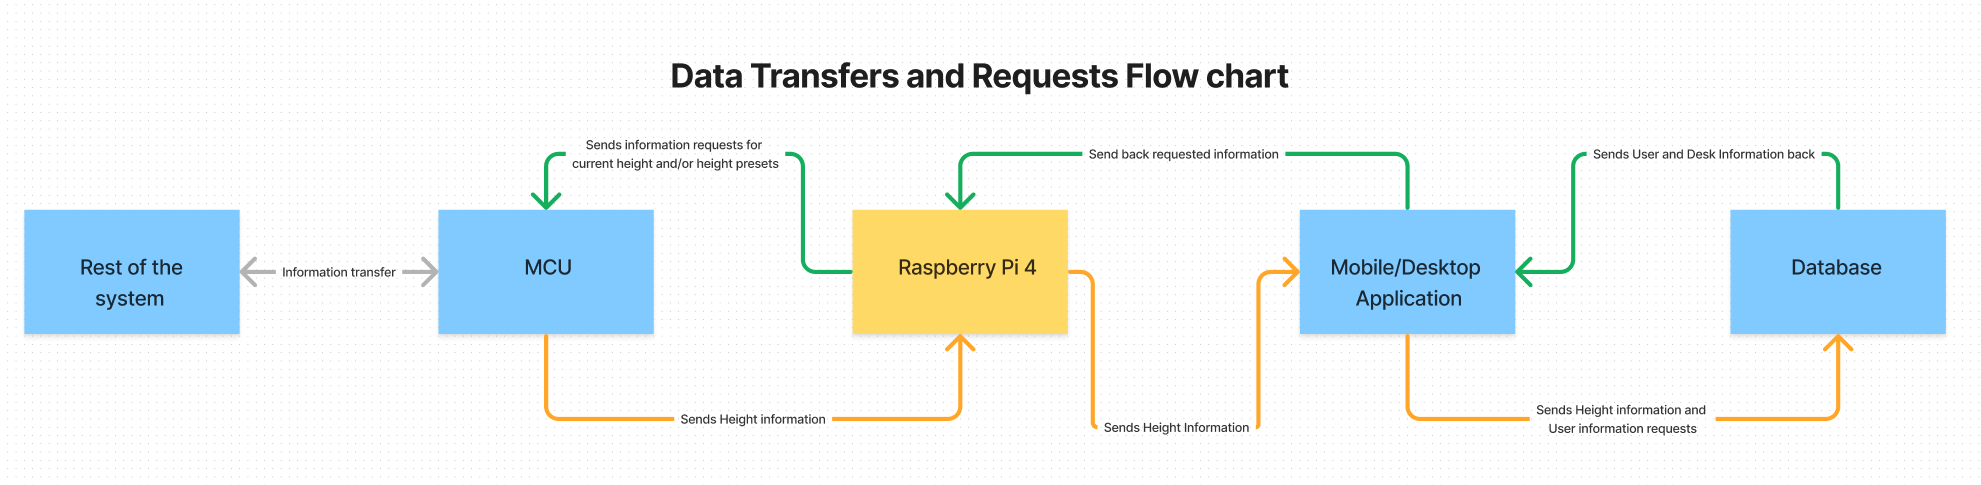 Data Transfers and Requests Flow chart
Sends information requests for
current height and/or height presets
Send back requested information
Sends User and Desk Information back
Rest of the
system
Information transfer
MCU
Raspberry Pi 4
Mobile/Desktop
Application
Database
Sends Height information
Sends Height Information
Sends Height information and
User information requests